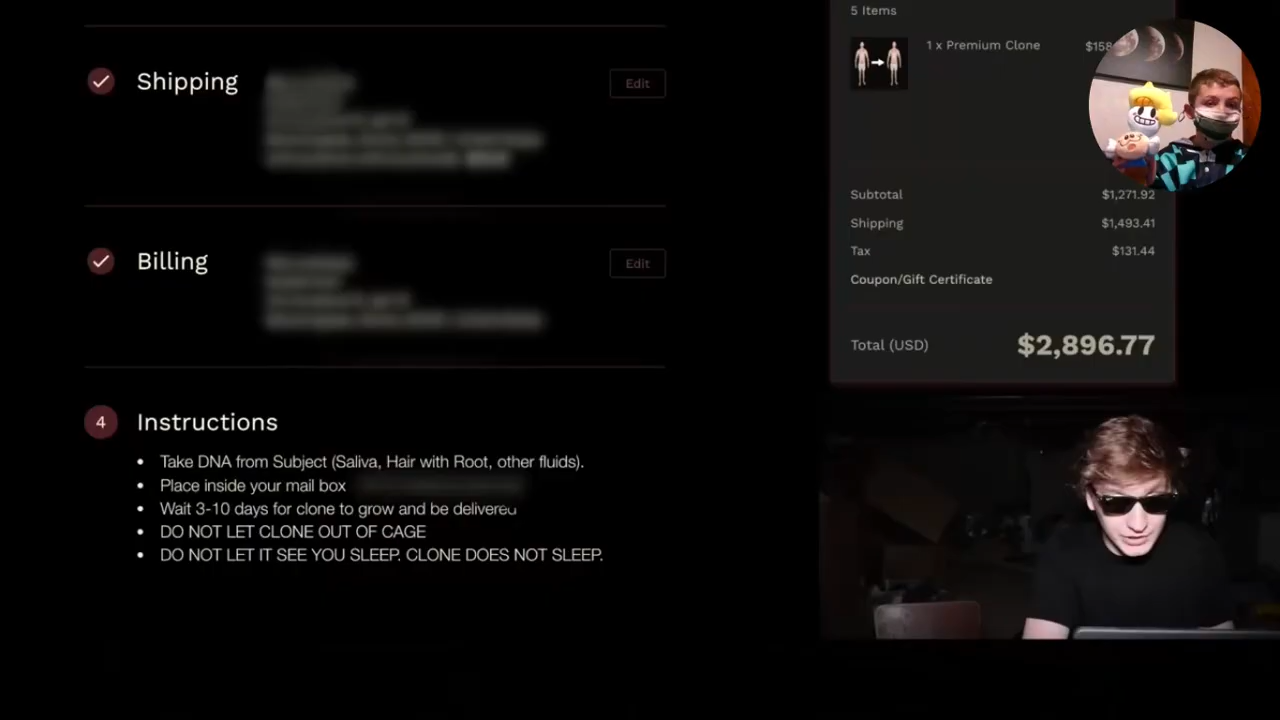 5 Items
1 x Premium Clone
$158
Shipping
Edit
Subtotal
$1,271.92
Shipping
$1,493.41
Tax
$131.44
Coupon/Gift Certificate
Billing
Edit
Total (USD)
$2,896.77
4
Instructions
• Take DNA from Subject (Saliva, Hair with Root, other fluids).
• Place inside your mail box
• Wait 3-10 days for clone to grow and be delivered
• DO NOT LET CLONE OUT OF CAGE
• DO NOT LET IT SEE YOU SLEEP. CLONE DOES NOT SLEEP.